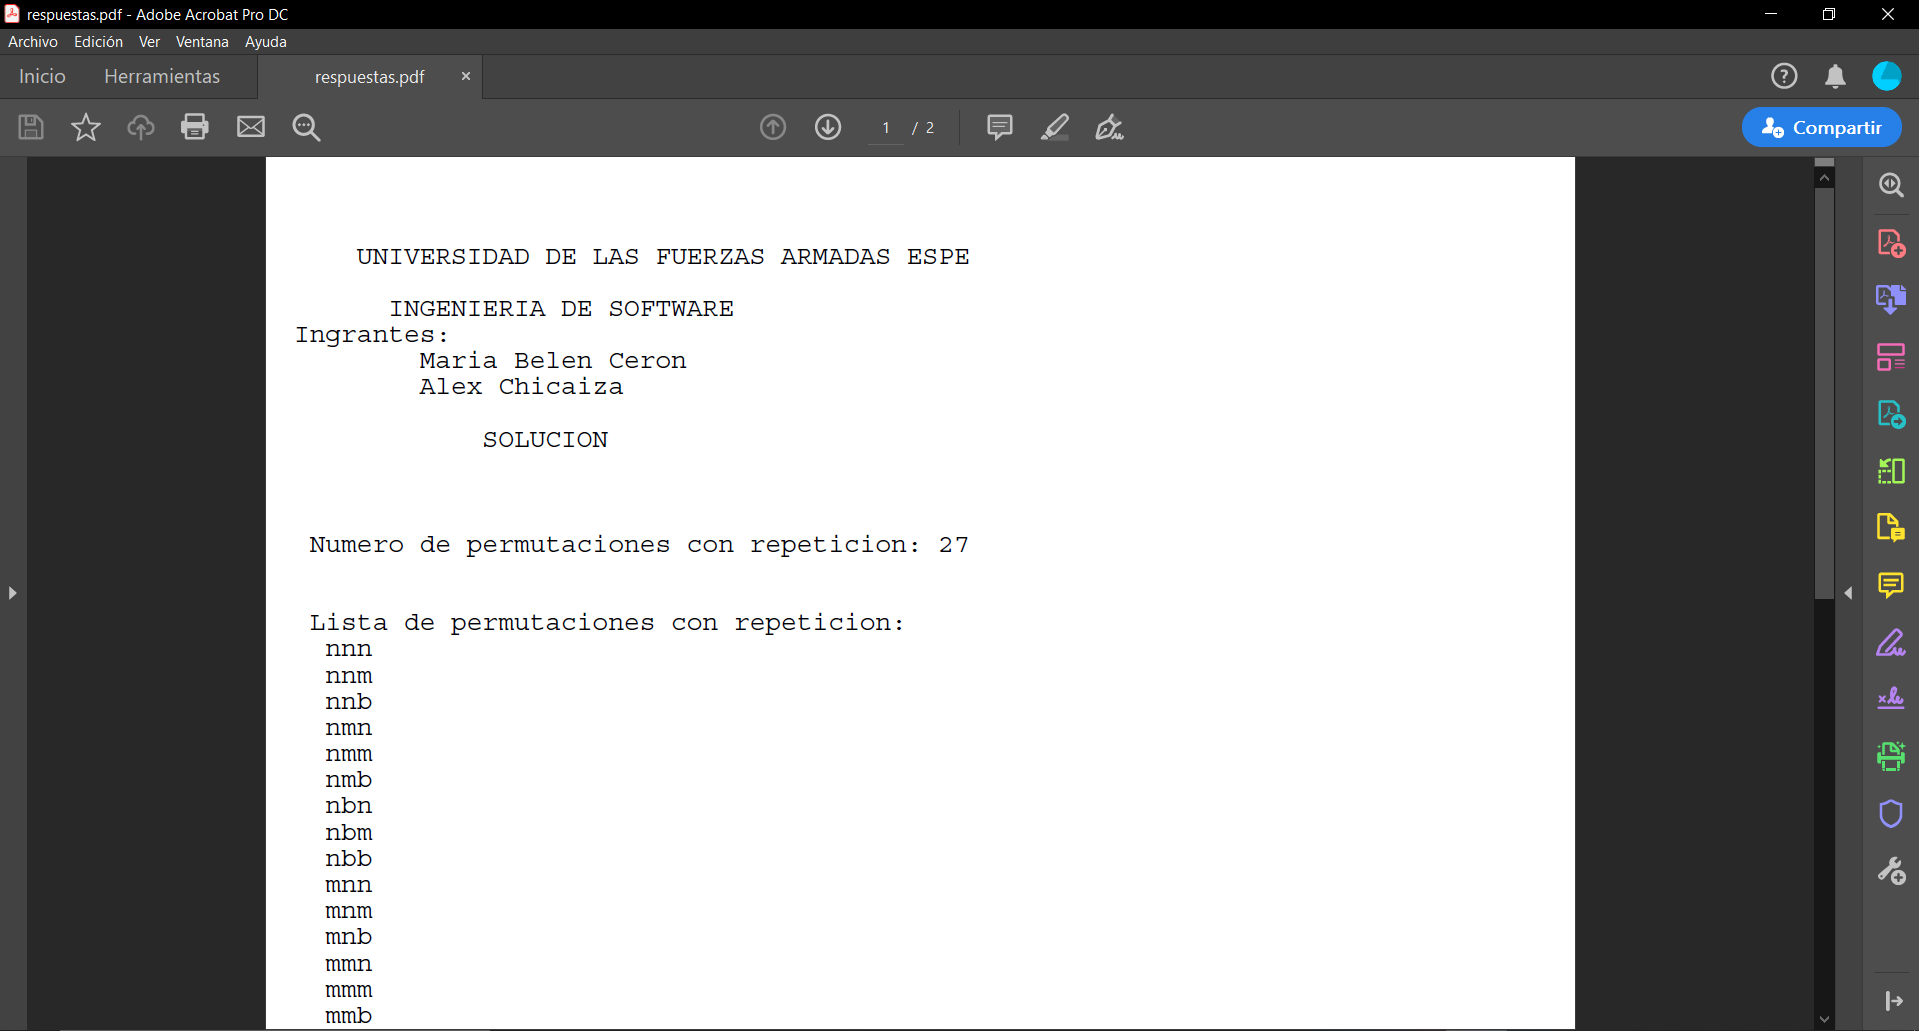 respuestas.pdf - Adobe Acrobat Pro DC
Archivo Edición Ver Ventana Ayuda
Inicio Herramientas respuestas.pdf ×
1 / 2
Compartir
UNIVERSIDAD DE LAS FUERZAS ARMADAS ESPE
INGENIERIA DE SOFTWARE
Ingrantes:
Maria Belen Ceron
Alex Chicaiza
SOLUCION
Numero de permutaciones con repeticion: 27
Lista de permutaciones con repeticion:
nnn
nnm
nnb
nmn
nmm
nmb
nbn
nbm
nbb
mnn
mnm
mnb
mmn
mmm
mmb